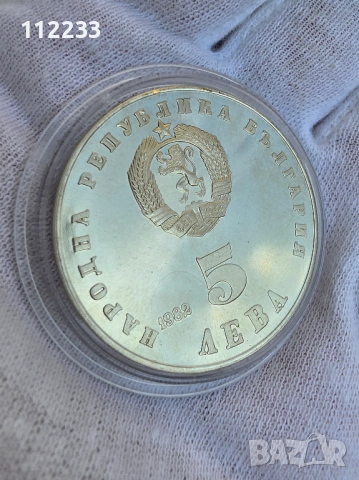 112233
НАРОДНА РЕПУБЛИКА БЪЛГАРИЯ
1982
5
ЛЕВА
BAZAR